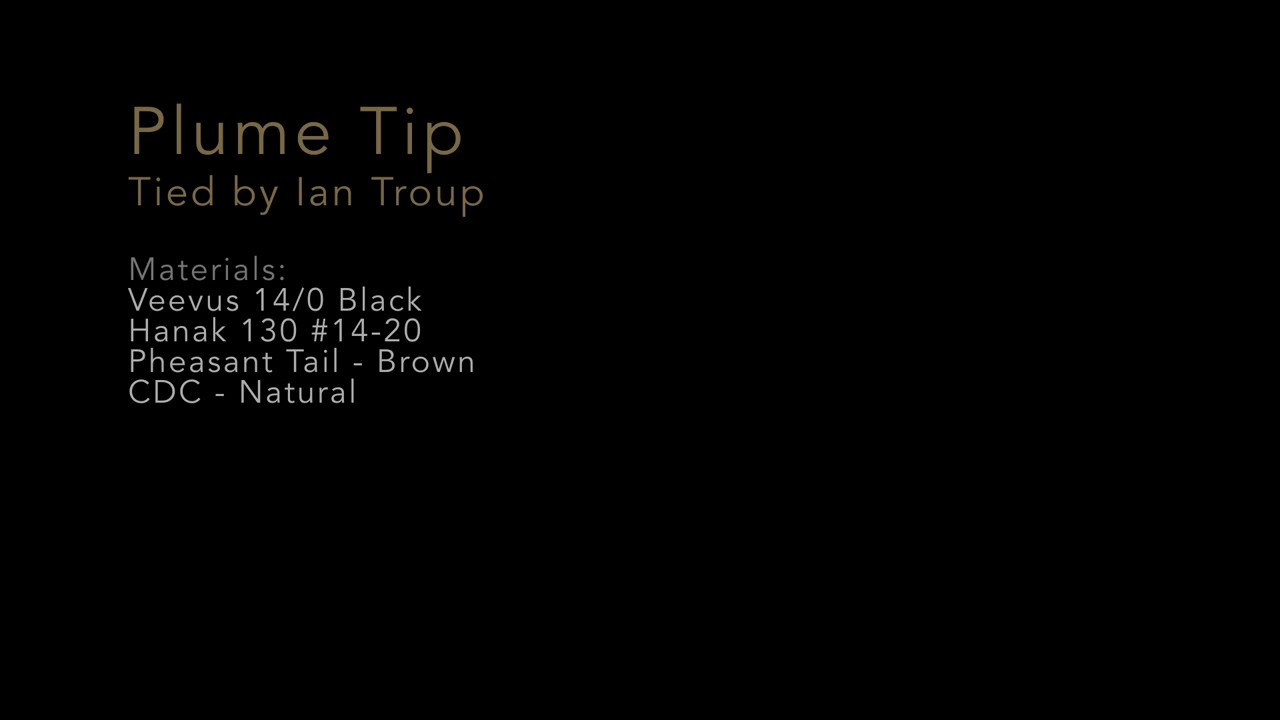 Plume Tip
Tied by Ian Troup
Materials:
Veevus 14/0 Black
Hanak 130 #14-20
Pheasant Tail - Brown
CDC - Natural